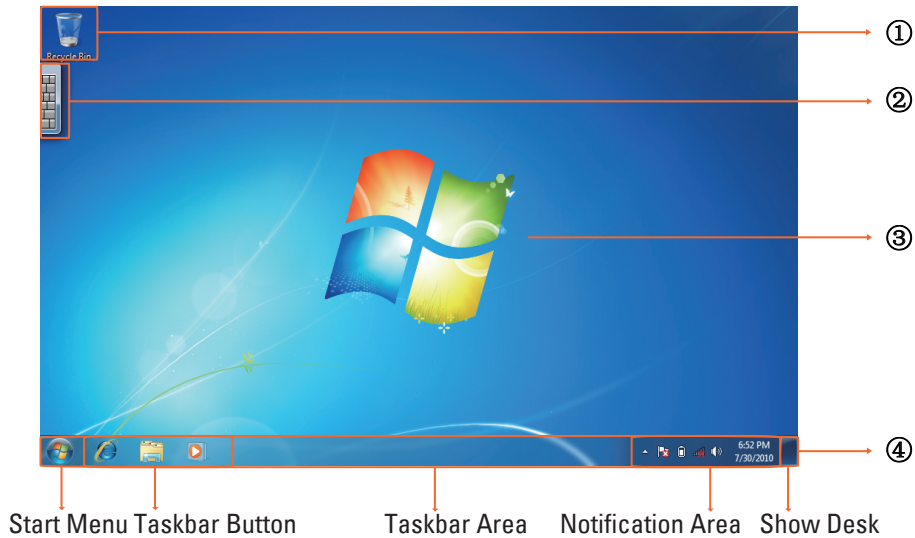 ①
Recycle Bin
②
③
6:52 PM
7/30/2010
④
Start Menu Taskbar Button Taskbar Area Notification Area Show Desk